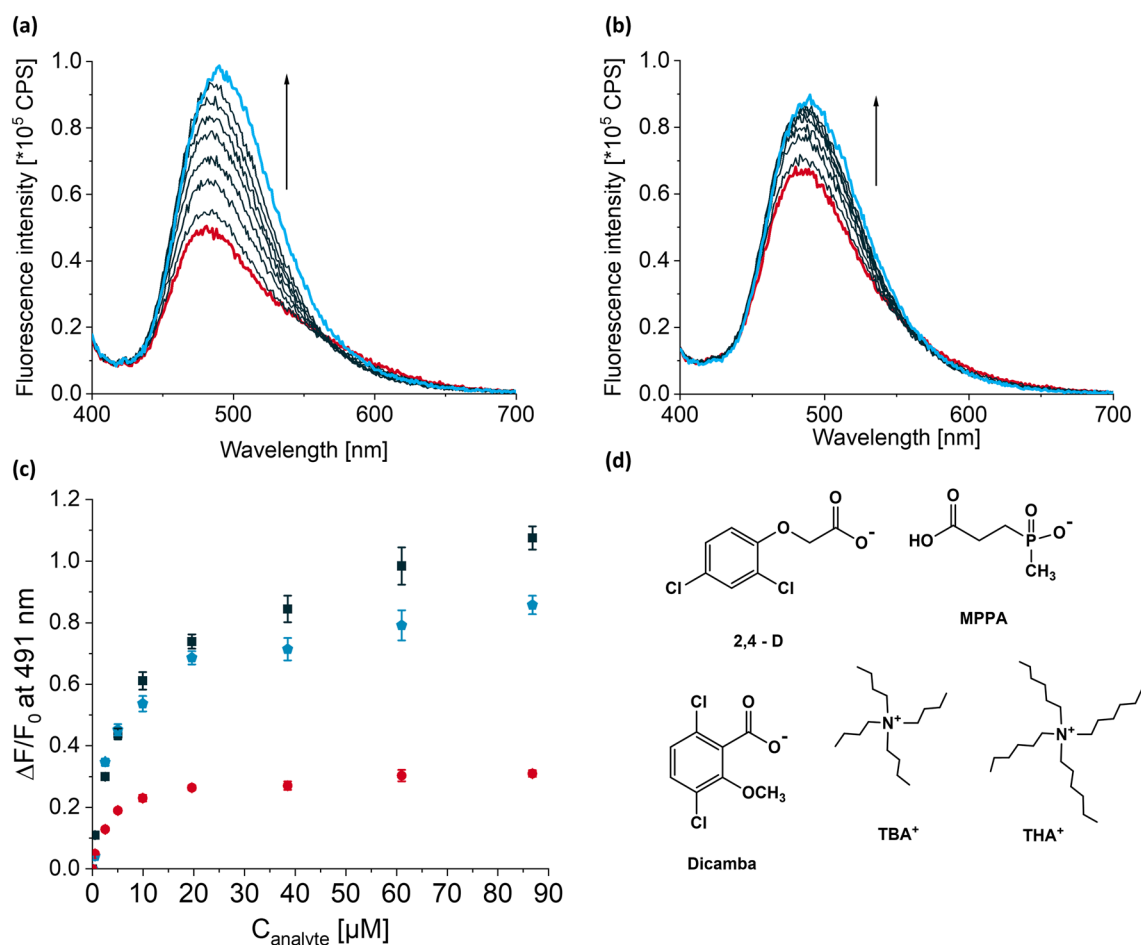 (a)
(b)
Fluorescence intensity [*10⁵ CPS]
1.0
0.8
0.6
0.4
0.2
0.0
400
500
600
700
Wavelength [nm]
Fluorescence intensity [*10⁵ CPS]
1.0
0.8
0.6
0.4
0.2
0.0
400
500
600
700
Wavelength [nm]
(c)
ΔF/F₀ at 491 nm
1.2
1.0
0.8
0.6
0.4
0.2
0.0
0 10 20 30 40 50 60 70 80 90
C_analyte [µM]
(d)
O
O
O⁻
Cl
Cl
2,4 - D
O
HO
O
P
O⁻
CH₃
MPPA
Cl
O
O⁻
OCH₃
Cl
Dicamba
N⁺
TBA⁺
N⁺
THA⁺